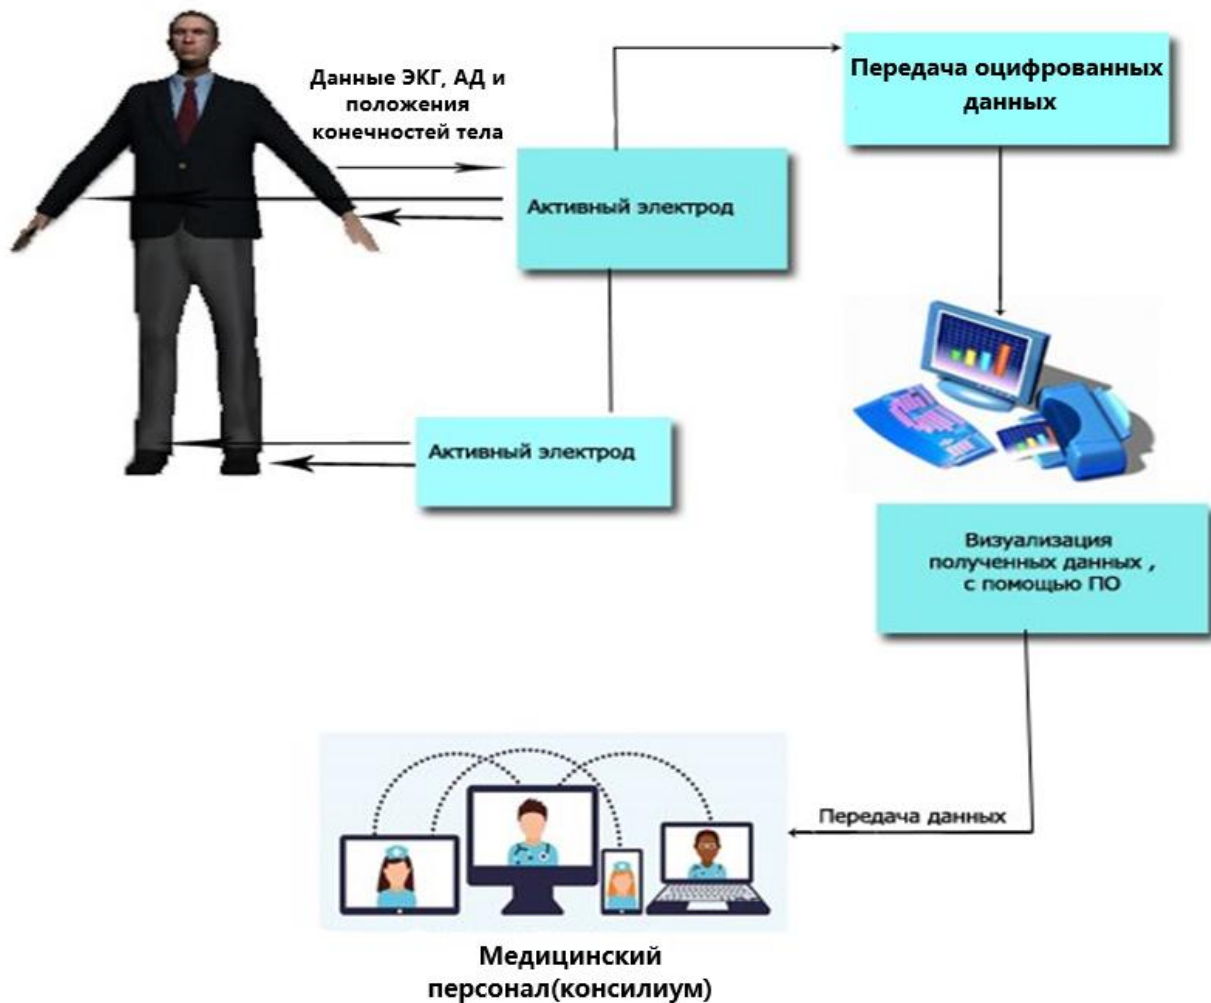 Данные ЭКГ, АД и
положения
конечностей тела
Передача оцифрованных
данных
Активный электрод
Активный электрод
Визуализация
полученных данных ,
с помощью ПО
Передача данных
Медицинский
персонал(консилиум)